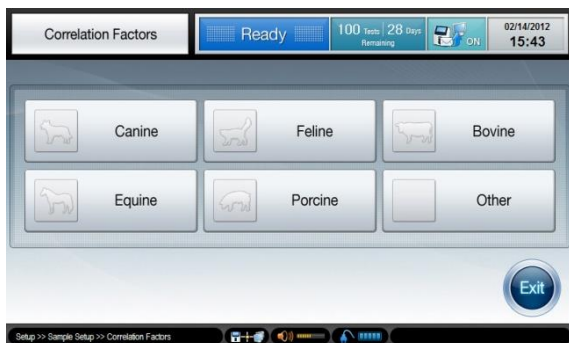 Correlation Factors
Ready
100 Tests 28 Days
Remaining
ON
02/14/2012
15:43
Canine
Feline
Bovine
Equine
Porcine
Other
Exit
Setup >> Sample Setup >> Correlation Factors